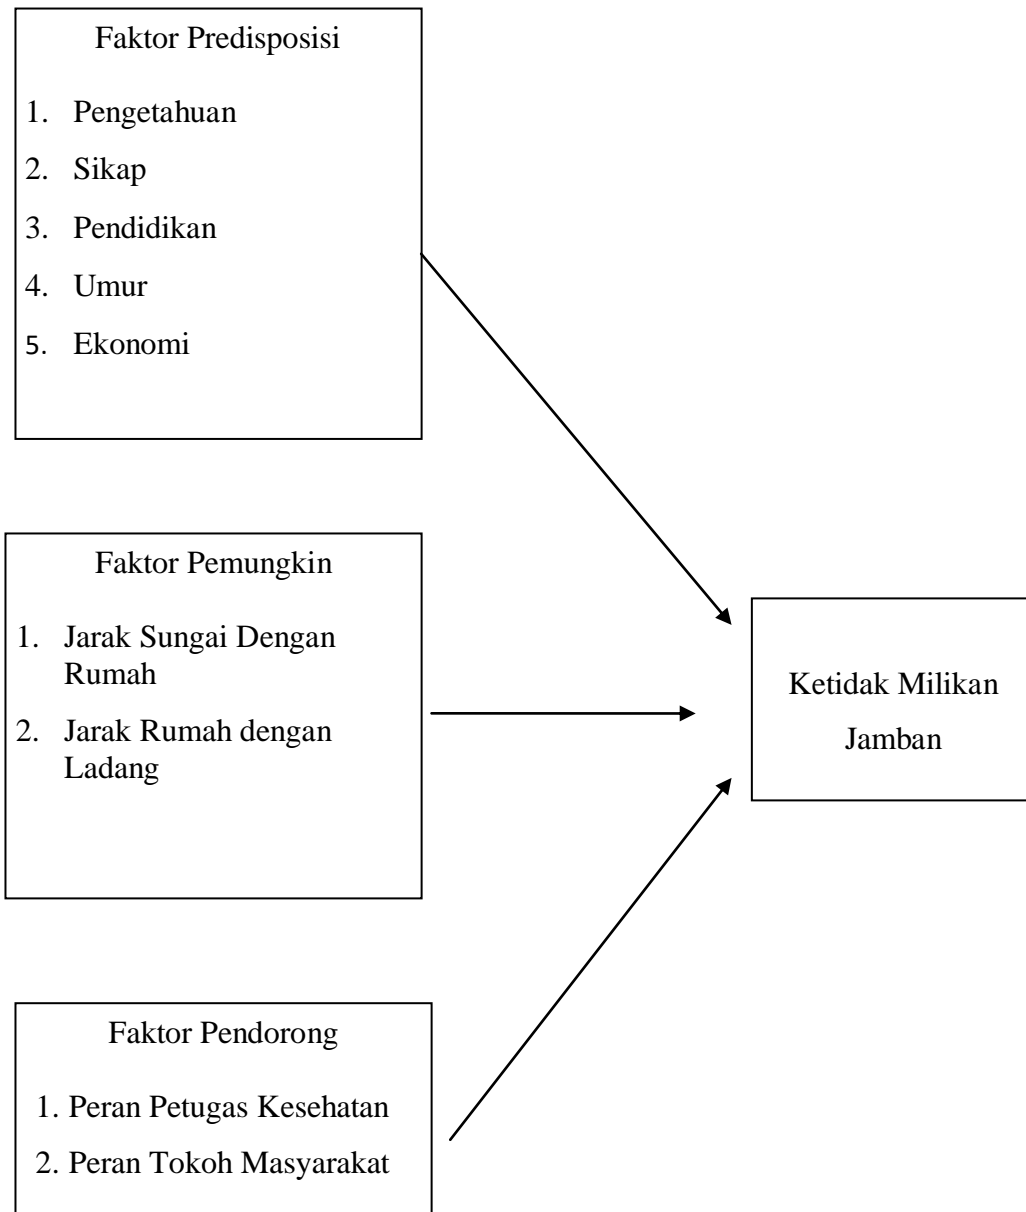 Faktor Predisposisi
1. Pengetahuan
2. Sikap
3. Pendidikan
4. Umur
5. Ekonomi
Faktor Pemungkin
1. Jarak Sungai Dengan
Rumah
2. Jarak Rumah dengan
Ladang
Ketidak Milikan
Jamban
Faktor Pendorong
1. Peran Petugas Kesehatan
2. Peran Tokoh Masyarakat